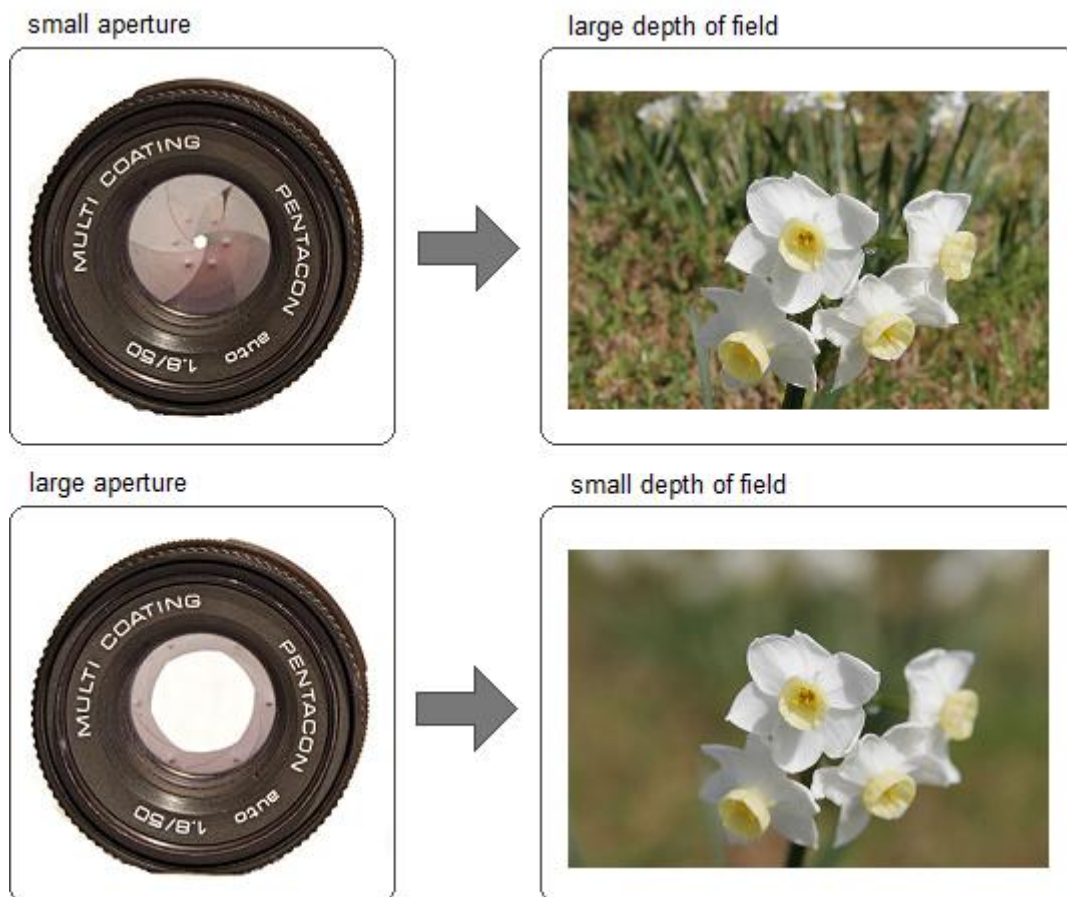 small aperture
large depth of field
MULTI COATING
PENTACON auto 1.8/50
large aperture
small depth of field
MULTI COATING
PENTACON auto 1.8/50